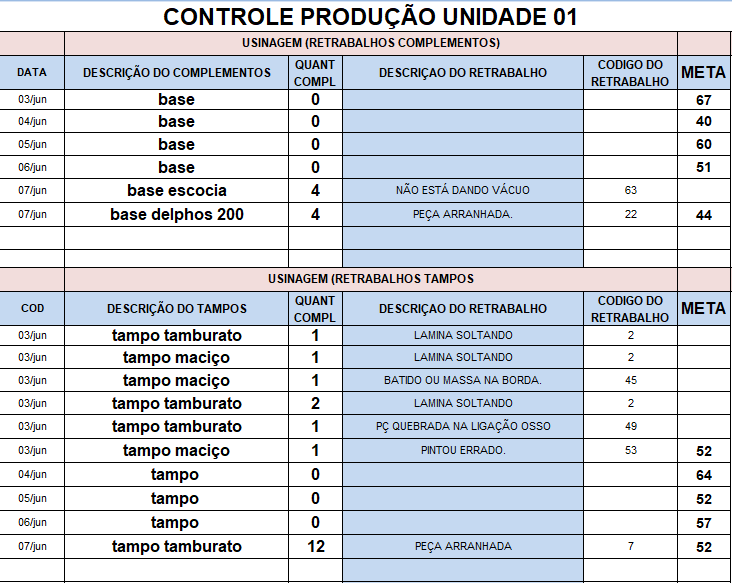 CONTROLE PRODUÇÃO UNIDADE 01
USINAGEM (RETRABALHOS COMPLEMENTOS)
DATA DESCRIÇÃO DO COMPLEMENTOS QUANT COMPL DESCRIÇAO DO RETRABALHO CODIGO DO RETRABALHO META
03/jun base 0 67
04/jun base 0 40
05/jun base 0 60
06/jun base 0 51
07/jun base escocia 4 NÃO ESTÁ DANDO VÁCUO 63
07/jun base delphos 200 4 PEÇA ARRANHADA. 22 44
USINAGEM (RETRABALHOS TAMPOS
COD DESCRIÇÃO DO TAMPOS QUANT COMPL DESCRIÇAO DO RETRABALHO CODIGO DO RETRABALHO META
03/jun tampo tamburato 1 LAMINA SOLTANDO 2
03/jun tampo maciço 1 LAMINA SOLTANDO 2
03/jun tampo maciço 1 BATIDO OU MASSA NA BORDA. 45
03/jun tampo tamburato 2 LAMINA SOLTANDO 2
03/jun tampo tamburato 1 PÇ QUEBRADA NA LIGAÇÃO OSSO 49
03/jun tampo maciço 1 PINTOU ERRADO. 53 52
04/jun tampo 0 64
05/jun tampo 0 52
06/jun tampo 0 57
07/jun tampo tamburato 12 PEÇA ARRANHADA 7 52